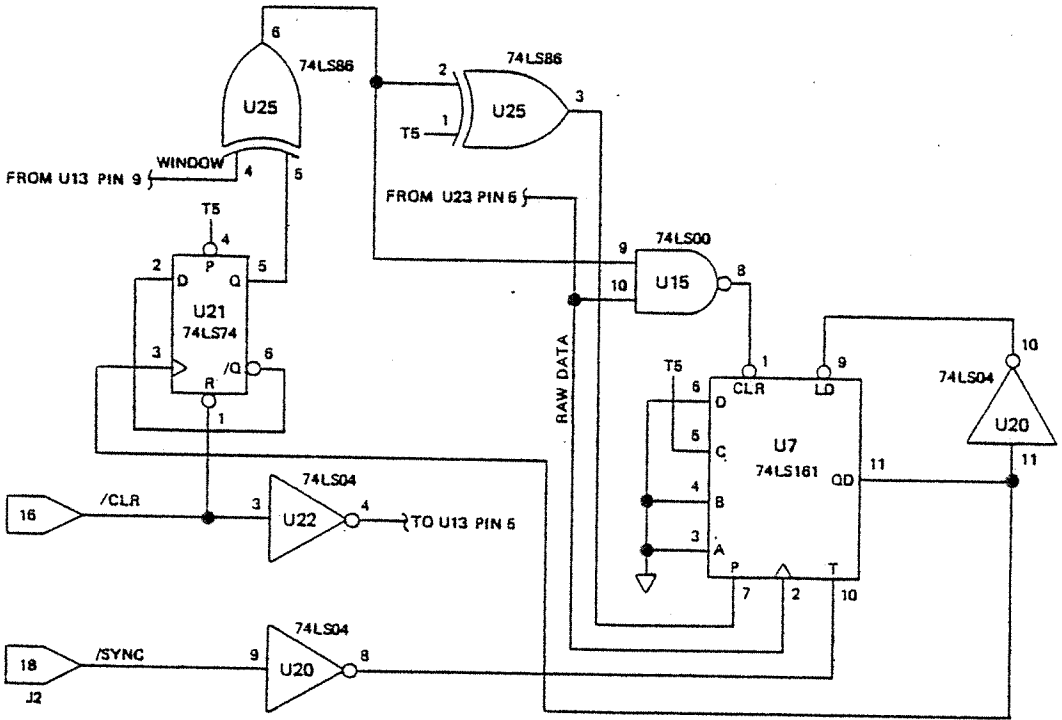 6
74LS86
U25
WINDOW
4
5
FROM U13 PIN 9
74LS86
2
U25
3
1
T5
FROM U23 PIN 5
74LS00
9
U15
8
10
T5
4
P
2
D
Q
5
U21
74LS74
3
/Q
6
R
1
RAW DATA
T5
1
9
CLR
LD
10
74LS04
U20
11
6
D
5
C
U7
74LS161
QD
11
4
B
3
A
P
T
7
2
10
16
/CLR
74LS04
3
U22
4
TO U13 PIN 5
18
J2
/SYNC
74LS04
9
U20
8